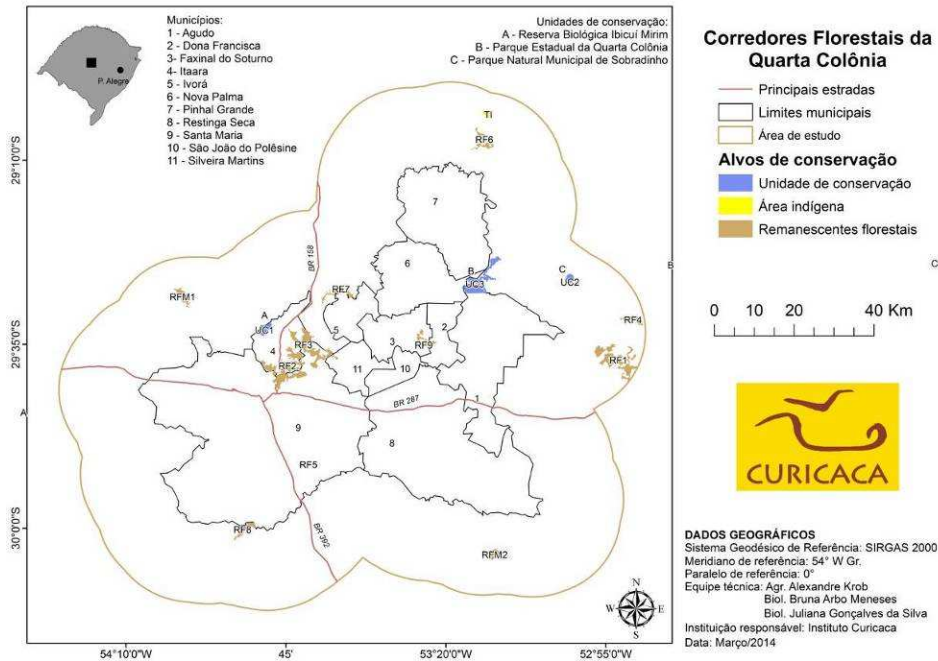 P. Alegre
Municípios:
1 - Agudo
2 - Dona Francisca
3- Faxinal do Soturno
4- Itaara
5 - Ivorá
6 - Nova Palma
7 - Pinhal Grande
8 - Restinga Seca
9 - Santa Maria
10 - São João do Polêsine
11 - Silveira Martins
Unidades de conservação:
A - Reserva Biológica Ibicuí Mirim
B - Parque Estadual da Quarta Colônia
C - Parque Natural Municipal de Sobradinho
TI
RF6
7
6
BR 158
B
UC3
C
UC2
RFM1
RF7
A
UC1
RF4
5
2
RF3
3
RF9
4
RF2
RF1
11
10
1
BR 287
9
8
RF5
RF8
BR 392
RFM2
A
B
C
29°10'0"S
29°35'0"S
30°0'0"S
54°10'0"W
45'
53°20'0"W
52°55'0"W
N
W
E
S
Corredores Florestais da
Quarta Colônia
Principais estradas
Limites municipais
Área de estudo
Alvos de conservação
Unidade de conservação
Área indígena
Remanescentes florestais
0 10 20 40 Km
CURICACA
DADOS GEOGRÁFICOS
Sistema Geodésico de Referência: SIRGAS 2000
Meridiano de referência: 54° W Gr.
Paralelo de referência: 0°
Equipe técnica: Agr. Alexandre Krob
Biol. Bruna Arbo Meneses
Biol. Juliana Gonçalves da Silva
Instituição responsável: Instituto Curicaca
Data: Março/2014